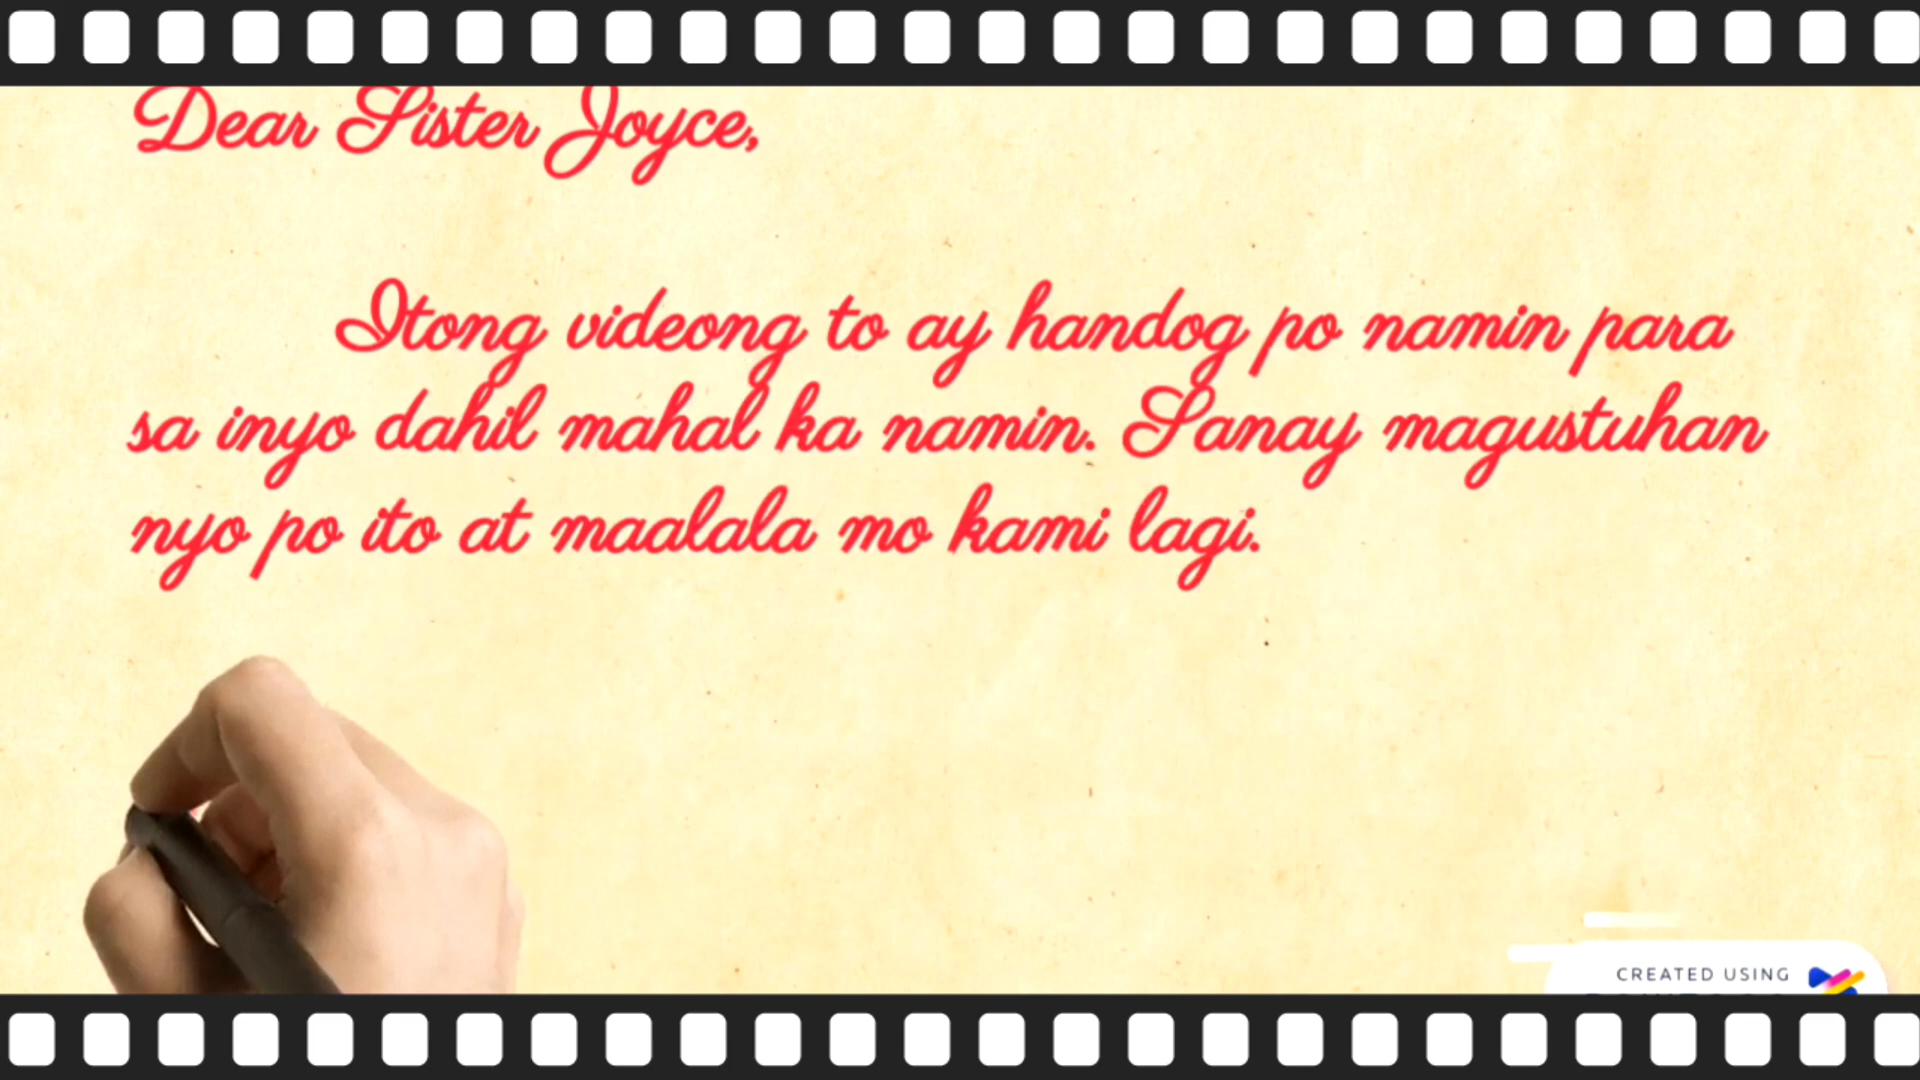 Dear Sister Joyce,
Itong videong to ay handog po namin para
sa inyo dahil mahal ka namin. Sanay magustuhan
nyo po ito at maalala mo kami lagi.
CREATED USING